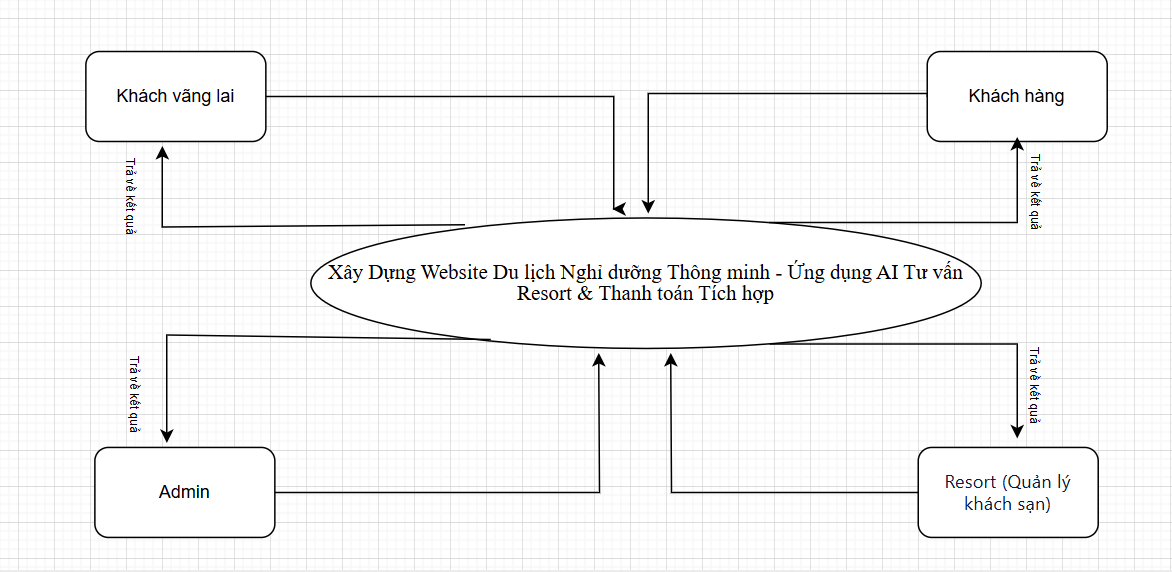 Khách vãng lai
Khách hàng
Trả về kết quả
Trả về kết quả
Xây Dựng Website Du lịch Nghỉ dưỡng Thông minh - Ứng dụng AI Tư vấn
Resort & Thanh toán Tích hợp
Trả về kết quả
Trả về kết quả
Admin
Resort (Quản lý
khách sạn)